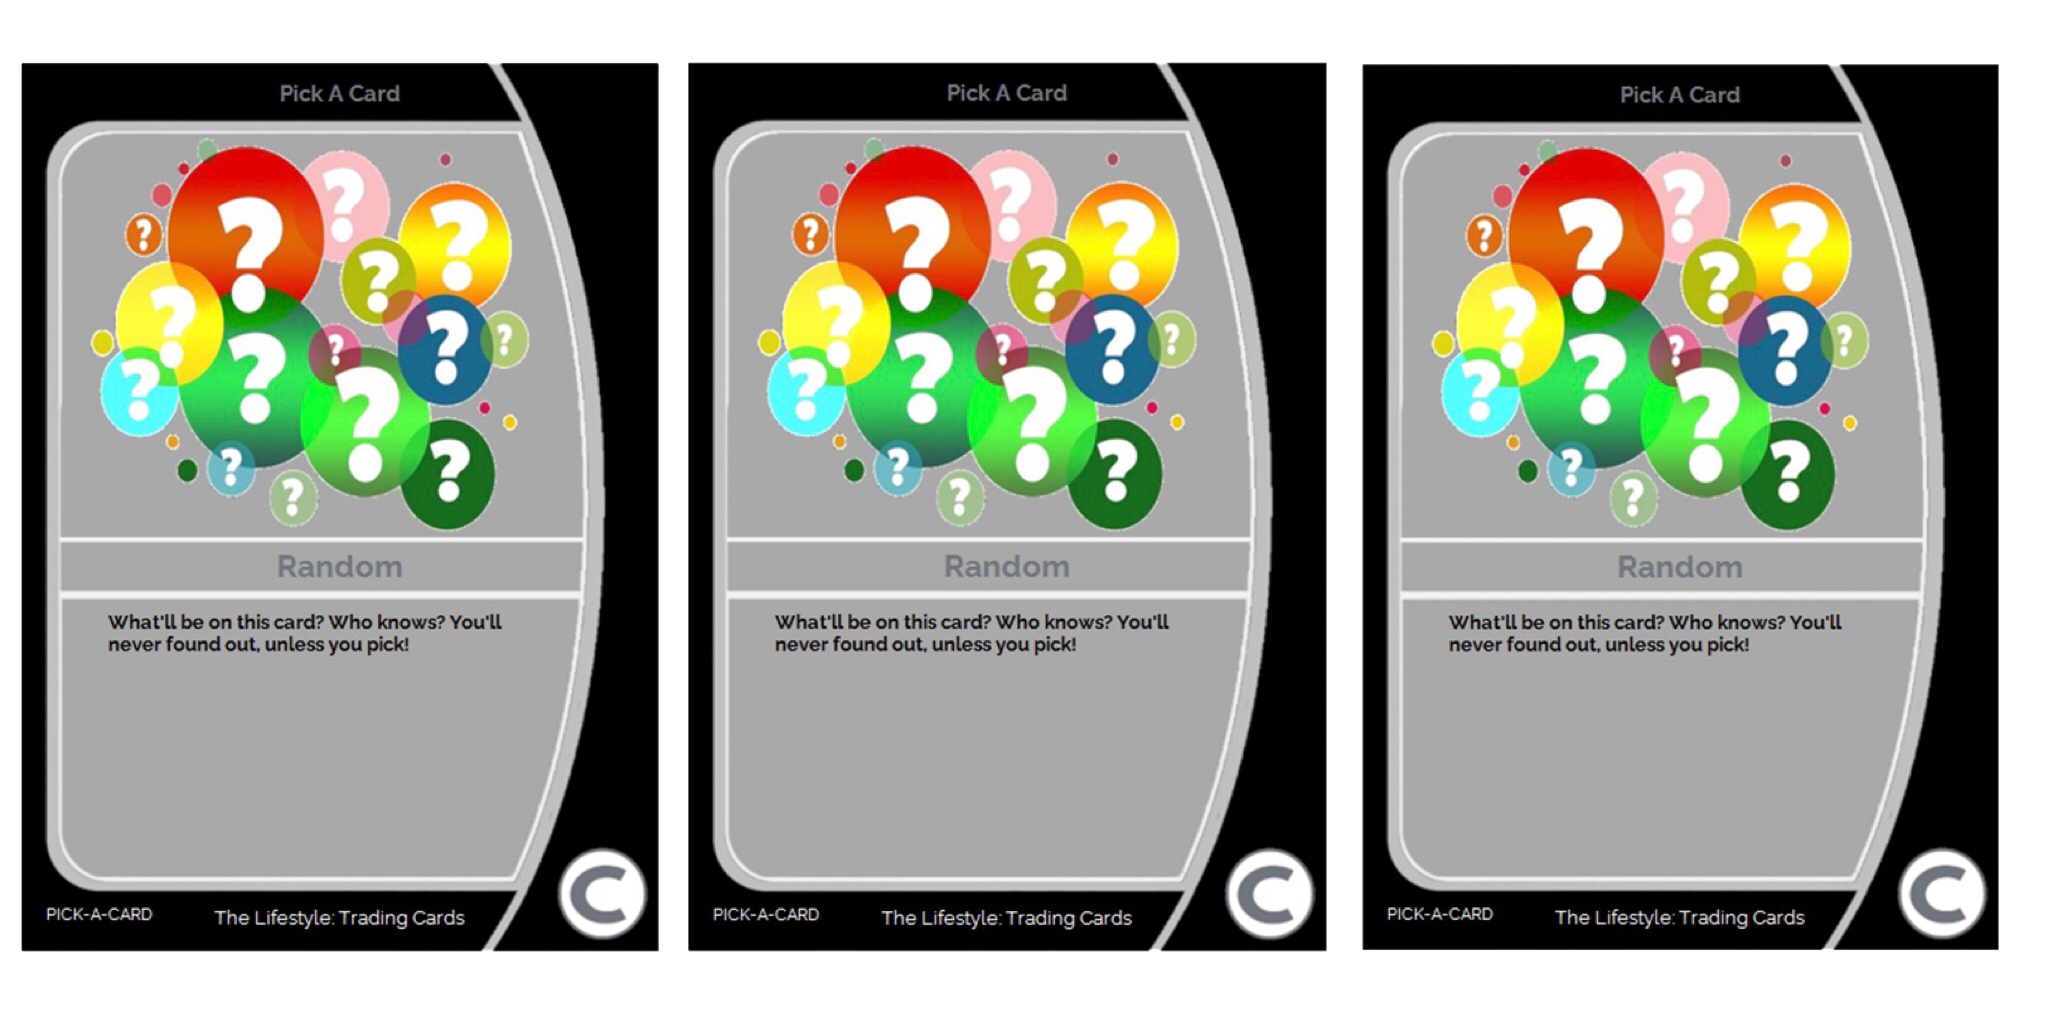 Pick A Card
? ? ? ? ? ? ? ? ? ? ? ? ? ? ?
Random
What'll be on this card? Who knows? You'll
never found out, unless you pick!
PICK-A-CARD
The Lifestyle: Trading Cards
C
Pick A Card
? ? ? ? ? ? ? ? ? ? ? ? ? ? ?
Random
What'll be on this card? Who knows? You'll
never found out, unless you pick!
PICK-A-CARD
The Lifestyle: Trading Cards
C
Pick A Card
? ? ? ? ? ? ? ? ? ? ? ? ? ? ?
Random
What'll be on this card? Who knows? You'll
never found out, unless you pick!
PICK-A-CARD
The Lifestyle: Trading Cards
C